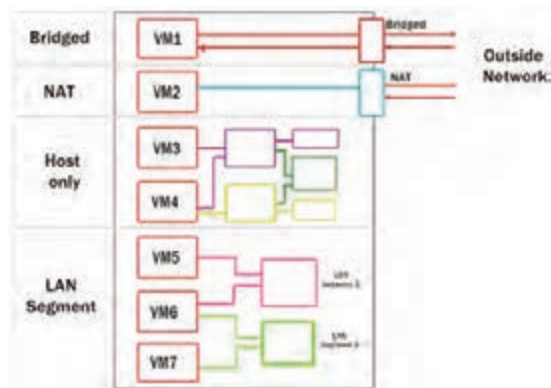 Bridged
VM1
Bridged
Outside
Network
NAT
VM2
NAT
Host
only
VM3
VM4
LAN
Segment
VM5
VM6
VM7